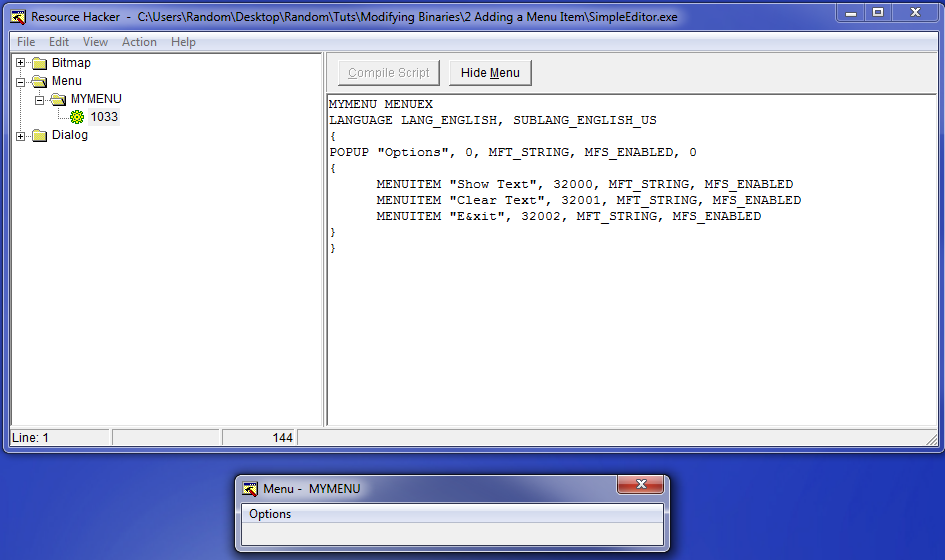 Resource Hacker - C:\Users\Random\Desktop\Random\Tuts\Modifying Binaries\2 Adding a Menu Item\SimpleEditor.exe
File Edit View Action Help
Bitmap
Menu
MYMENU
1033
Dialog
Compile Script Hide Menu
MYMENU MENUEX
LANGUAGE LANG_ENGLISH, SUBLANG_ENGLISH_US
{
POPUP "Options", 0, MFT_STRING, MFS_ENABLED, 0
{
MENUITEM "Show Text", 32000, MFT_STRING, MFS_ENABLED
MENUITEM "Clear Text", 32001, MFT_STRING, MFS_ENABLED
MENUITEM "E&xit", 32002, MFT_STRING, MFS_ENABLED
}
}
Line: 1 144
Menu - MYMENU
Options